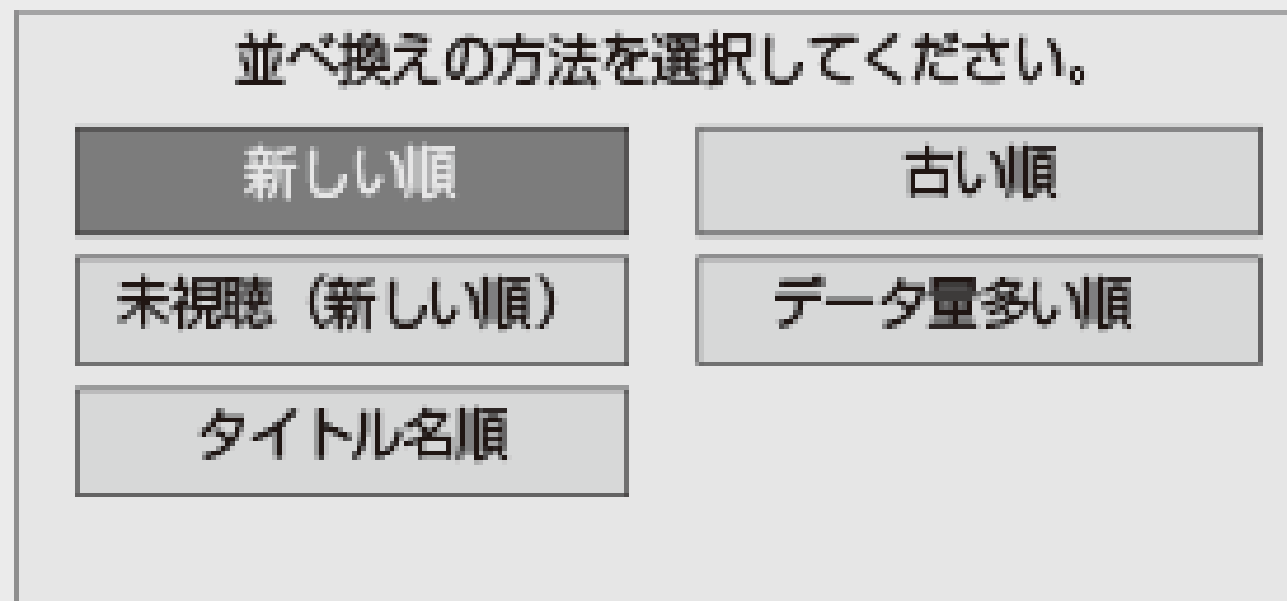 並べ換えの方法を選択してください。
新しい順
古い順
未視聴（新しい順）
データ量多い順
タイトル名順